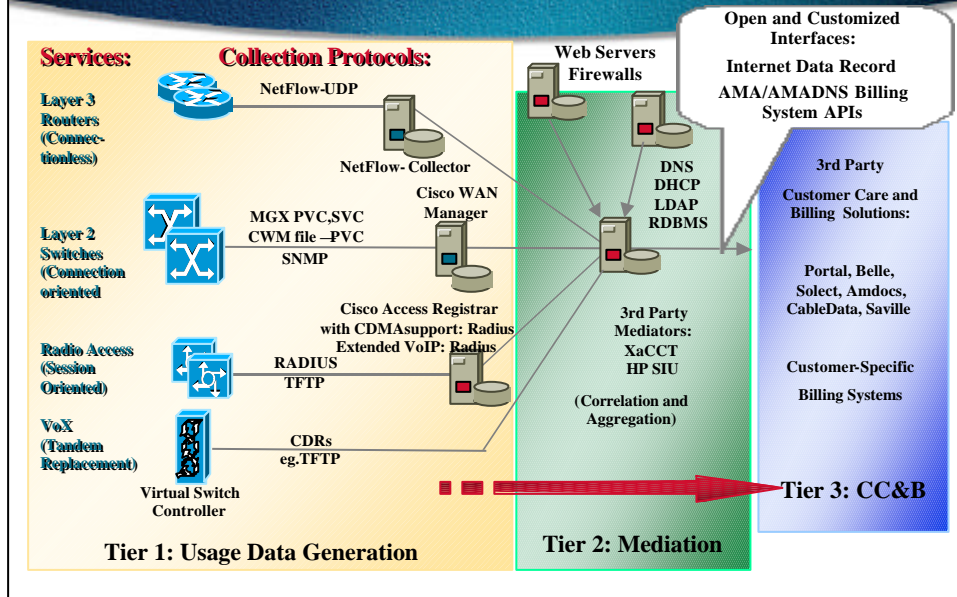 Services:
Collection Protocols:
Layer 3
Routers
(Connec-
tionless)
NetFlow-UDP
NetFlow- Collector
Layer 2
Switches
(Connection
oriented
MGX PVC,SVC
CWM file –PVC
SNMP
Cisco WAN
Manager
Radio Access
(Session
Oriented)
RADIUS
TFTP
Cisco Access Registrar
with CDMAsupport: Radius
Extended VoIP: Radius
VoX
(Tandem
Replacement)
CDRs
eg.TFTP
Virtual Switch
Controller
Tier 1: Usage Data Generation
Web Servers
Firewalls
DNS
DHCP
LDAP
RDBMS
3rd Party
Mediators:
XaCCT
HP SIU
(Correlation and
Aggregation)
Tier 2: Mediation
Open and Customized
Interfaces:
Internet Data Record
AMA/AMADNS Billing
System APIs
3rd Party
Customer Care and
Billing Solutions:
Portal, Belle,
Solect, Amdocs,
CableData, Saville
Customer-Specific
Billing Systems
Tier 3: CC&B